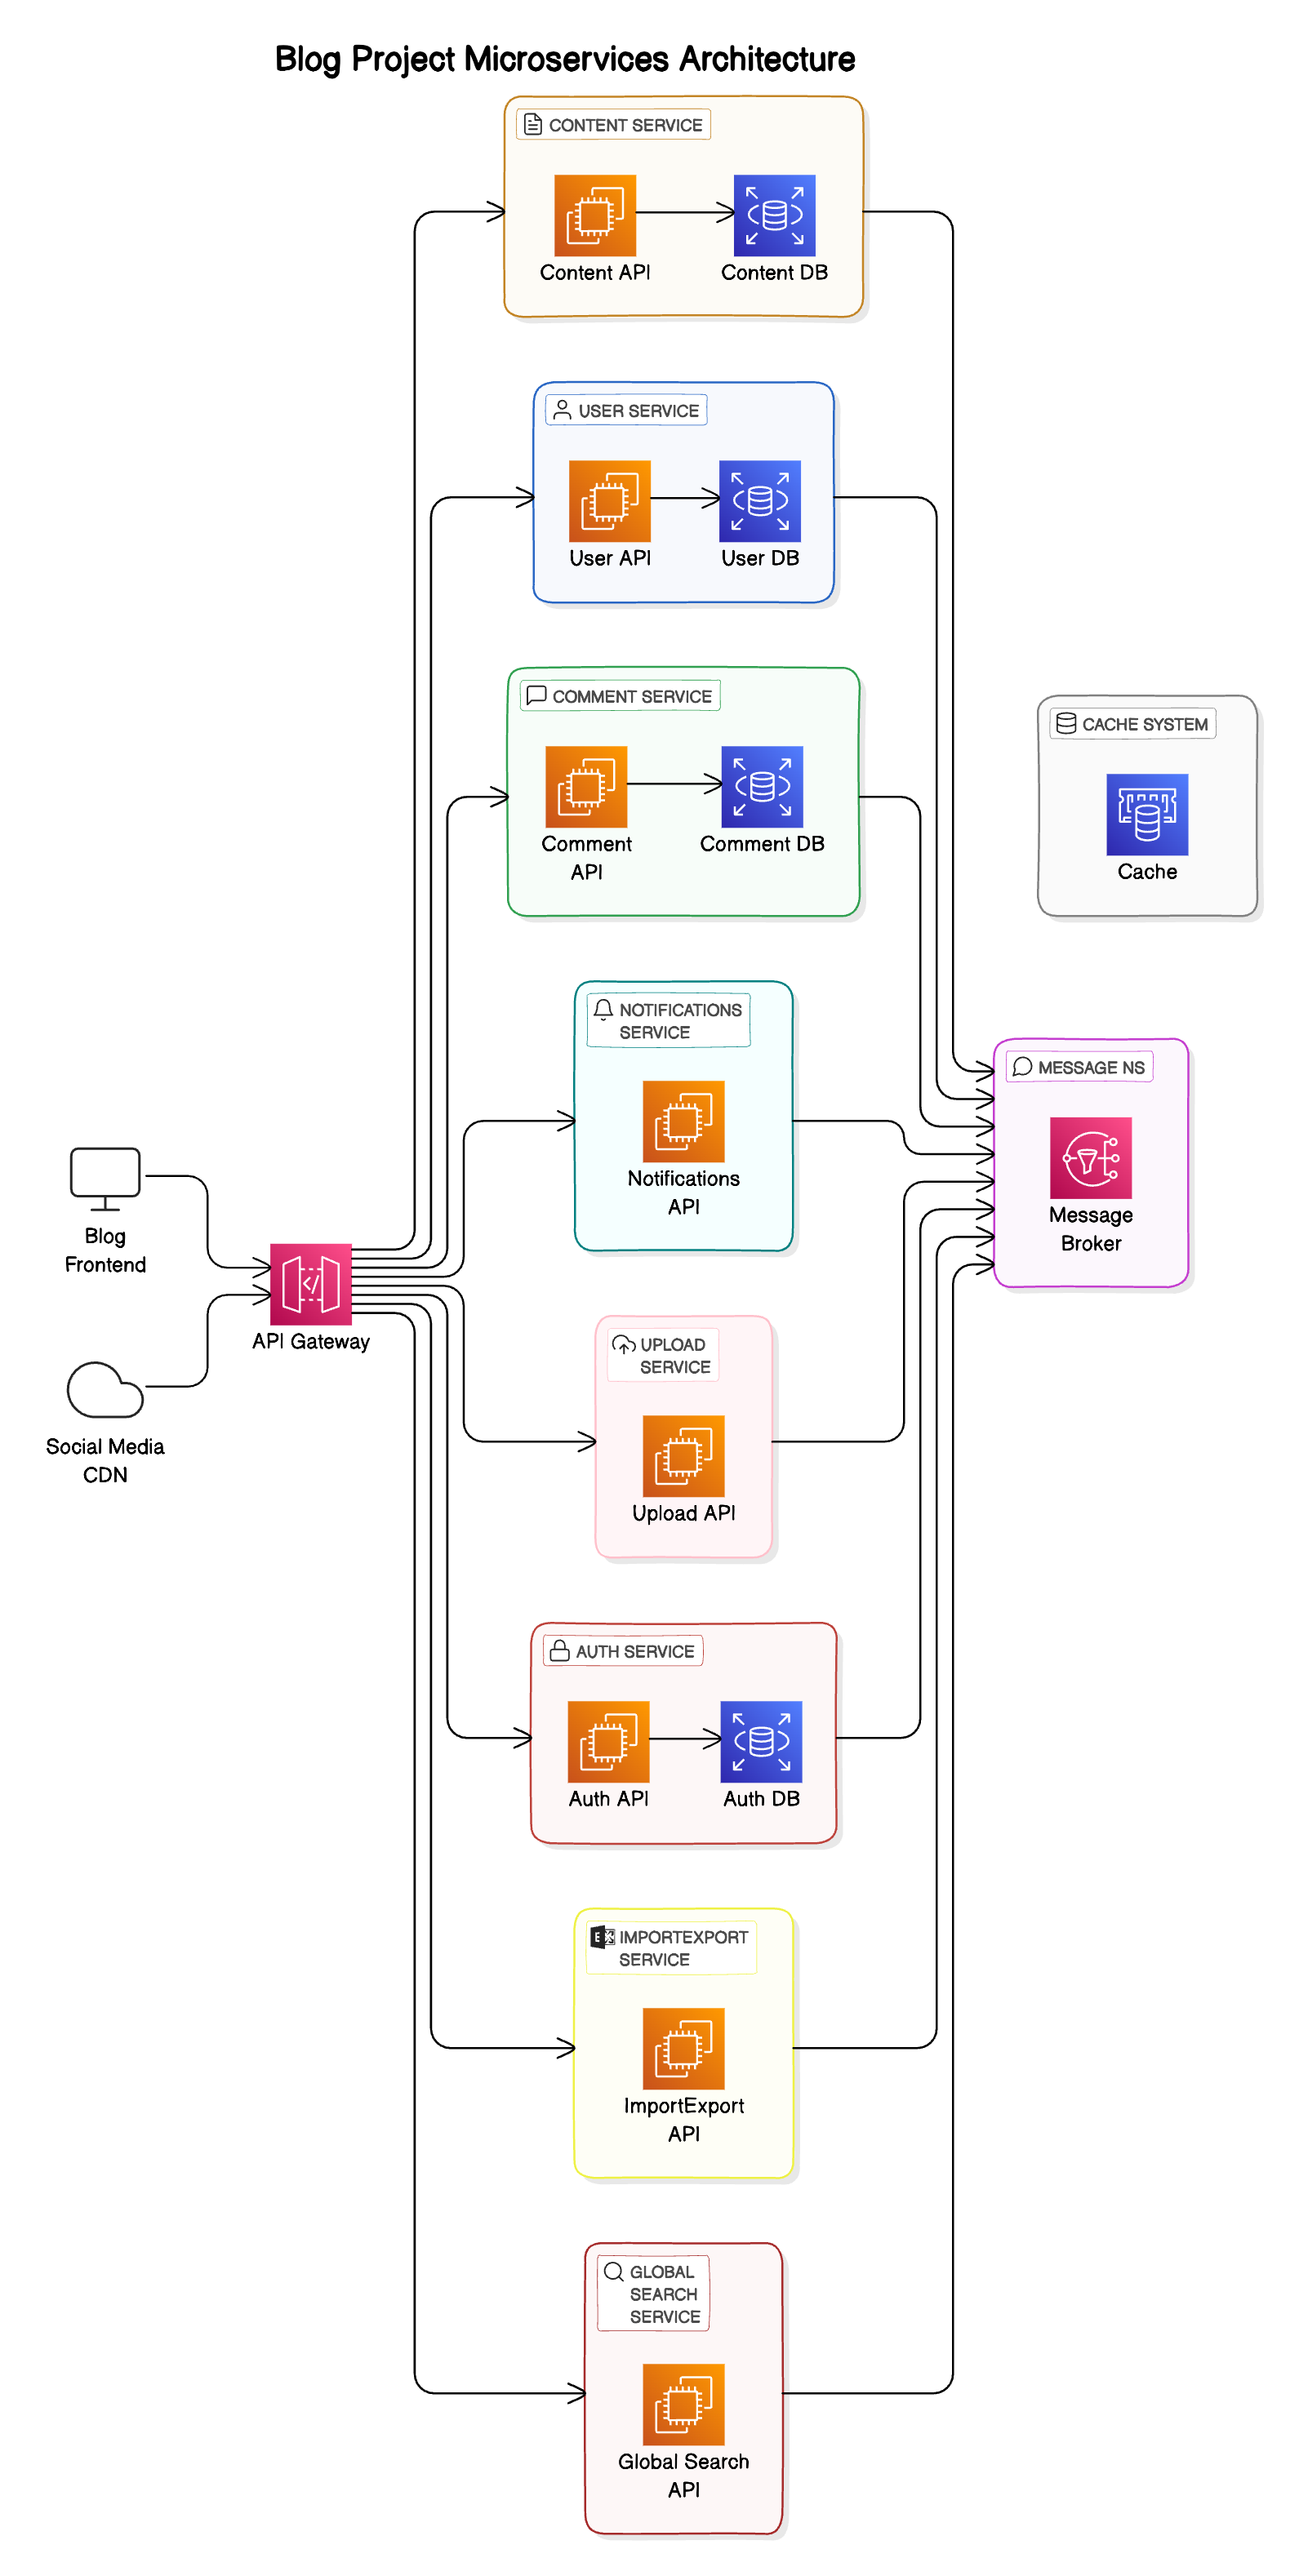 Blog Project Microservices Architecture
CONTENT SERVICE
Content API
Content DB
USER SERVICE
User API
User DB
COMMENT SERVICE
Comment
API
Comment DB
CACHE SYSTEM
Cache
NOTIFICATIONS
SERVICE
Notifications
API
MESSAGE NS
Message
Broker
Blog
Frontend
API Gateway
Social Media
CDN
UPLOAD
SERVICE
Upload API
AUTH SERVICE
Auth API
Auth DB
IMPORTEXPORT
SERVICE
ImportExport
API
GLOBAL
SEARCH
SERVICE
Global Search
API